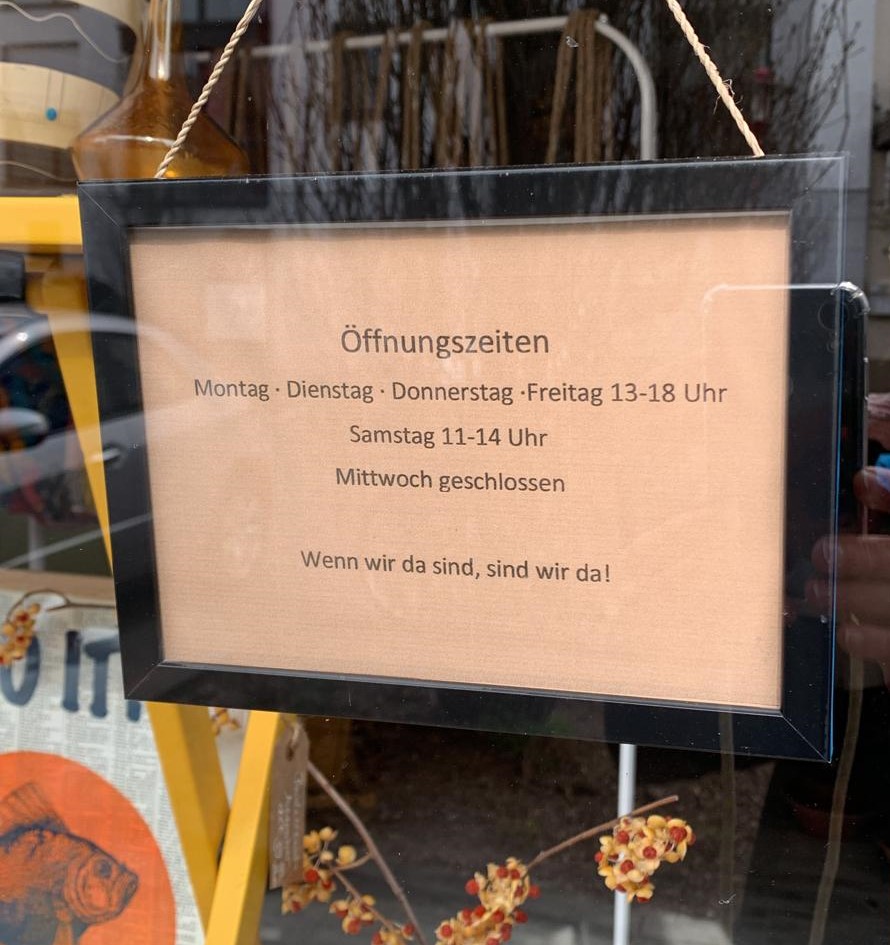 Öffnungszeiten
Montag · Dienstag · Donnerstag ·Freitag 13-18 Uhr
Samstag 11-14 Uhr
Mittwoch geschlossen
Wenn wir da sind, sind wir da!
IT